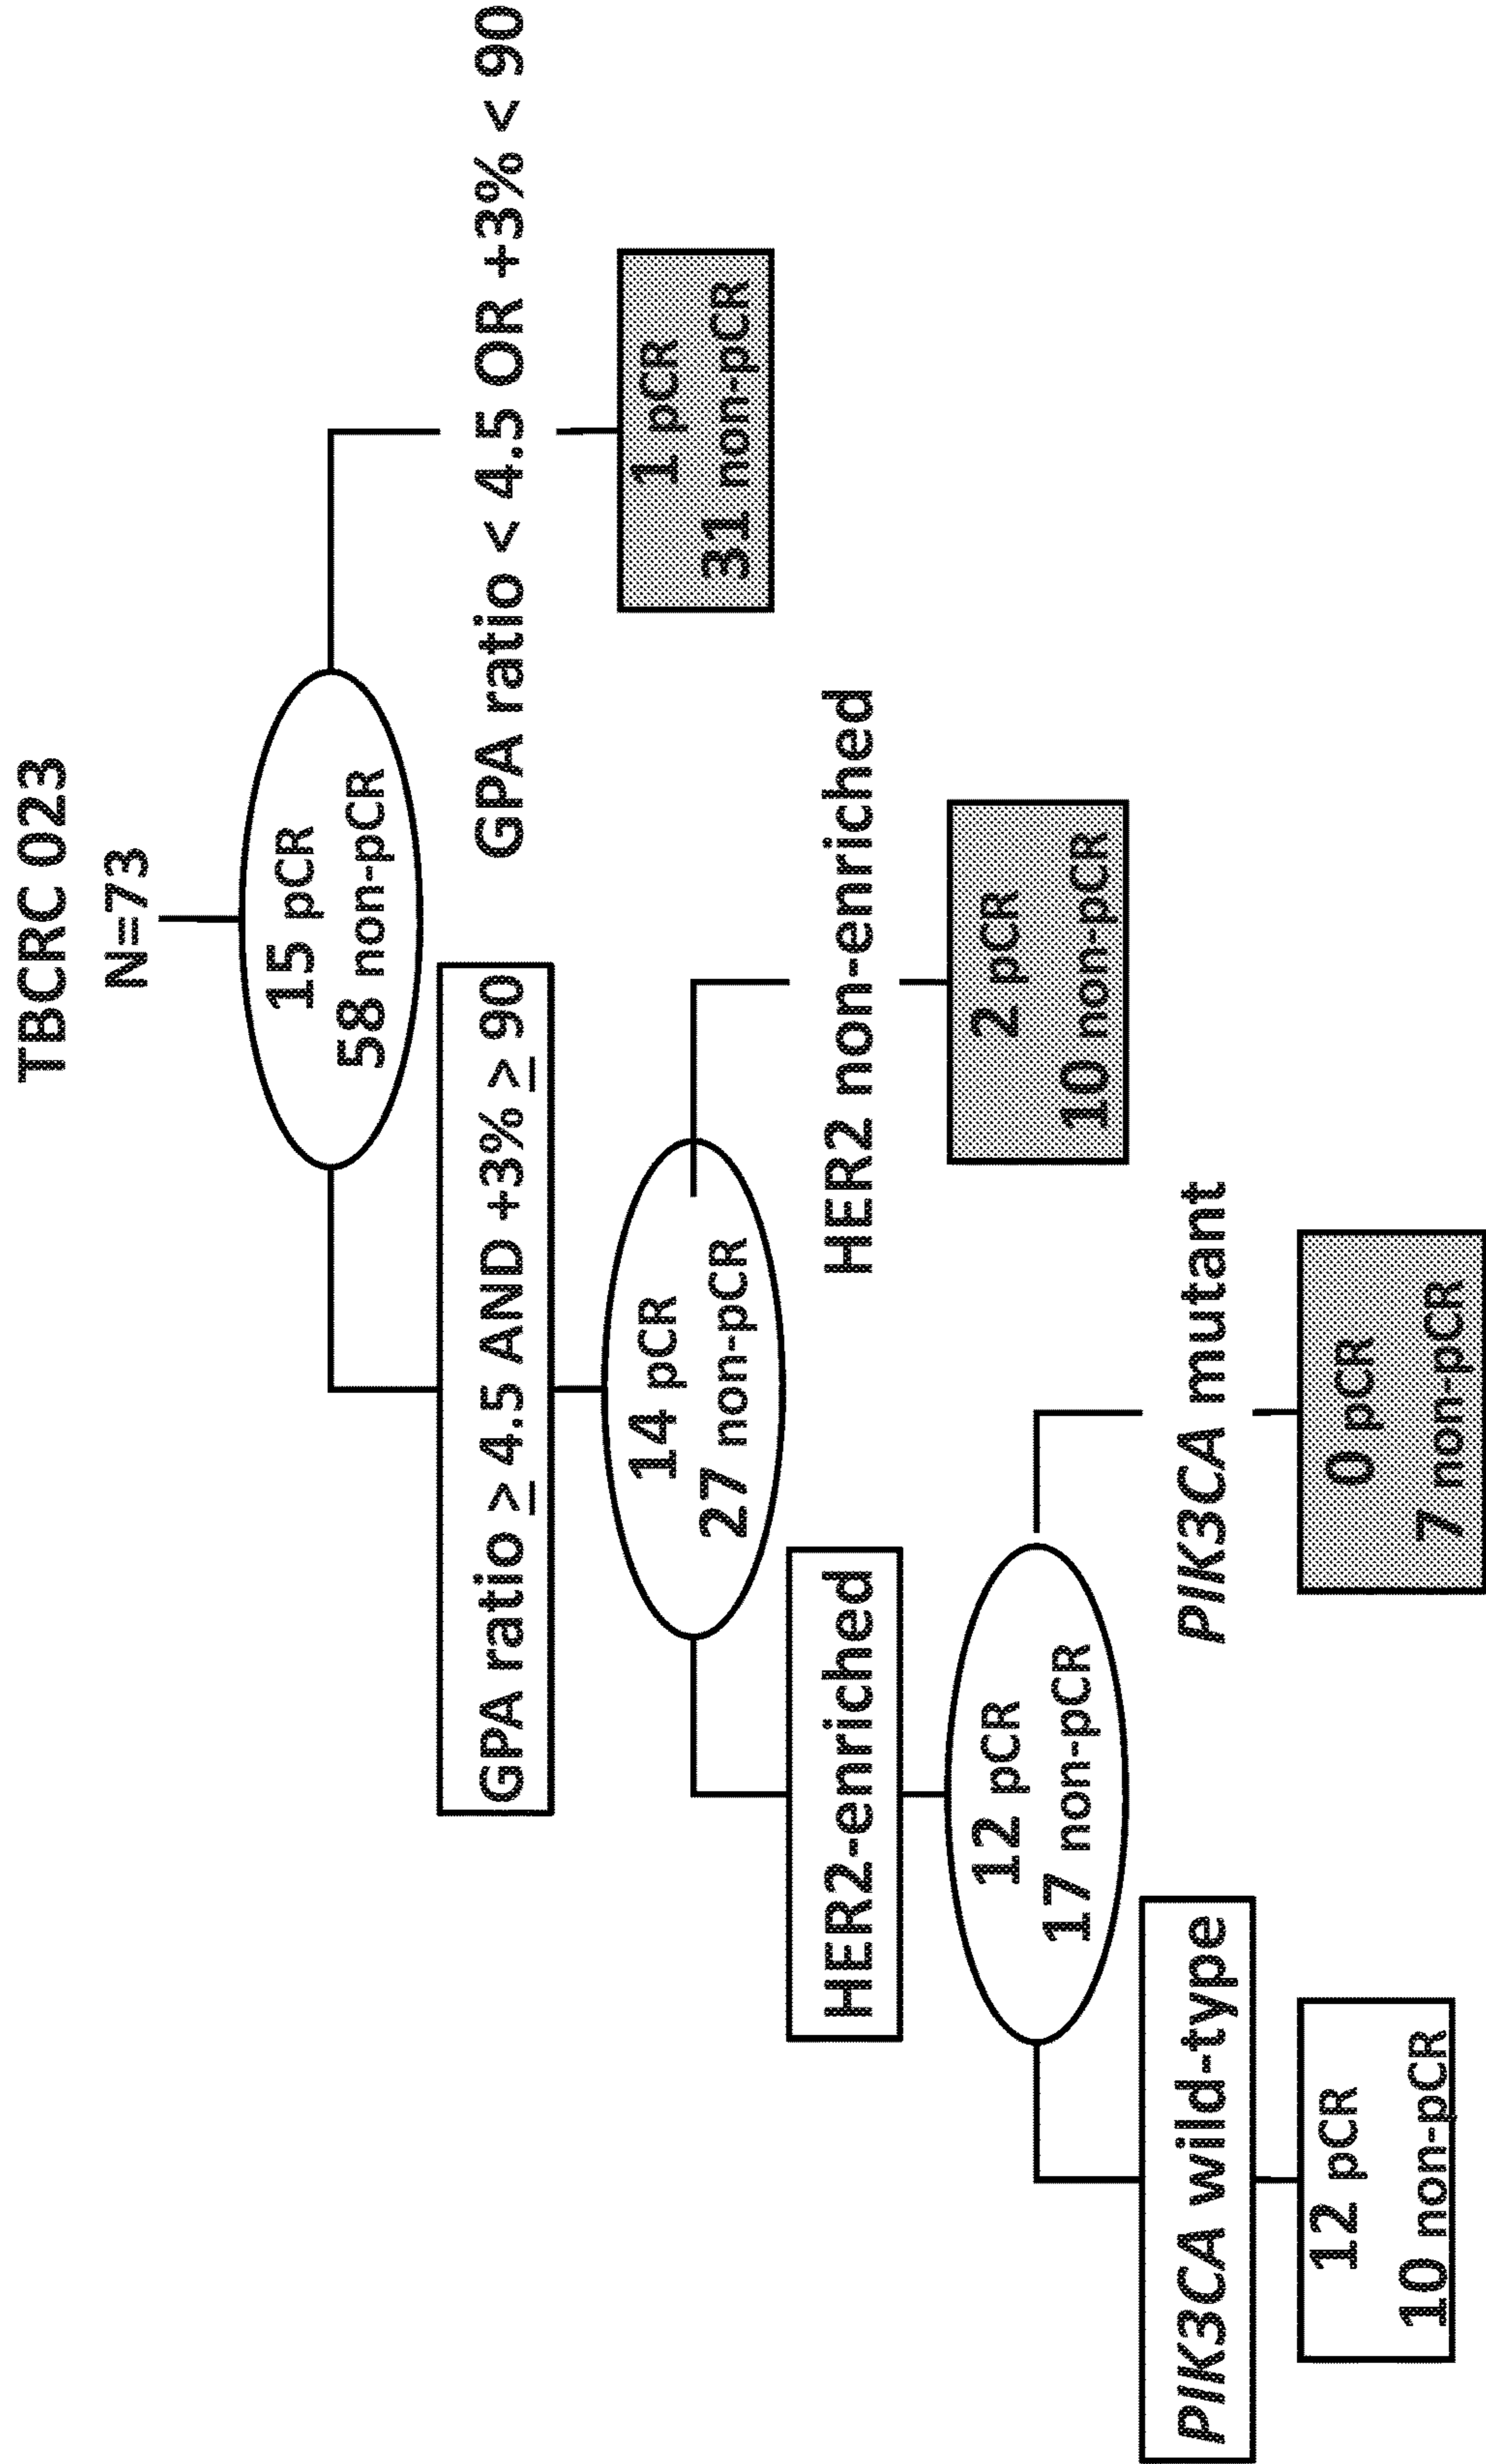 TBCRC 023
N=73
15 pCR
58 non-pCR
GPA ratio ≥ 4.5 AND +3% ≥ 90
GPA ratio < 4.5 OR +3% < 90
14 pCR
27 non-pCR
1 pCR
31 non-pCR
HER2-enriched
HER2 non-enriched
12 pCR
17 non-pCR
2 pCR
10 non-pCR
PIK3CA wild-type
PIK3CA mutant
12 pCR
10 non-pCR
0 pCR
7 non-pCR